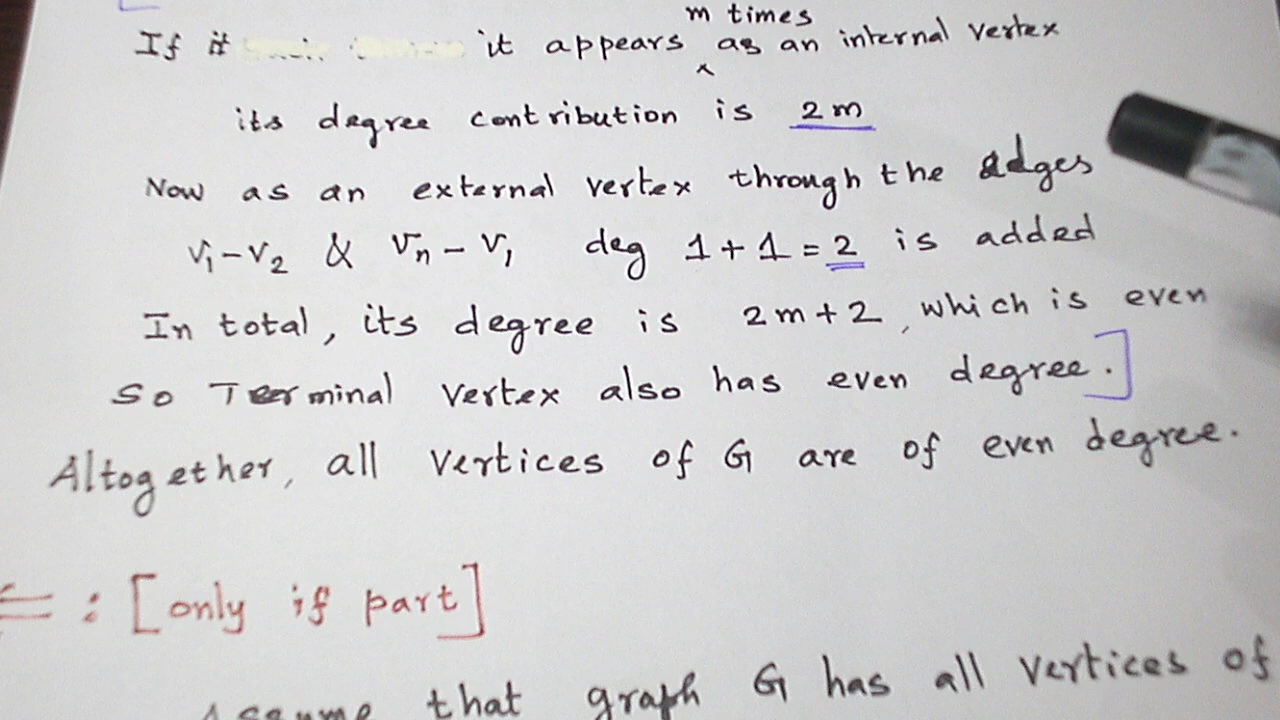 m times
If it it appears ^ as an internal vertex
its degree contribution is 2m
Now as an external vertex through the edges
V₁-V₂ & Vn-V₁ deg 1+1=2 is added
In total, its degree is 2m+2, which is even
So Terminal vertex also has even degree.]
Altogether, all vertices of G are of even degree.
⇐: [only if part]
Assume that graph G has all vertices of